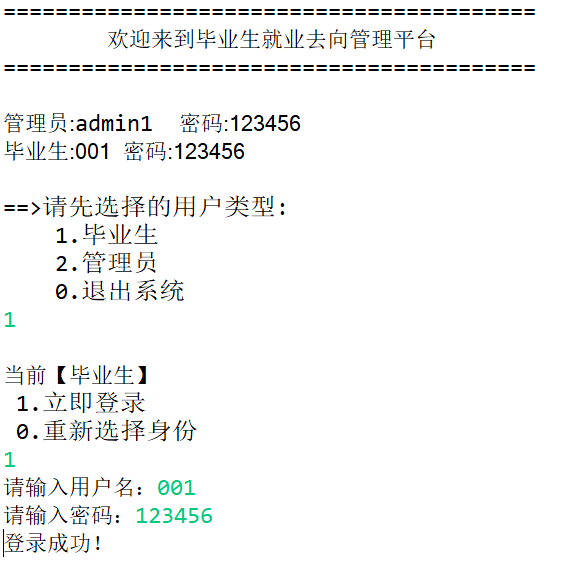 =========================================
欢迎来到毕业生就业去向管理平台
=========================================
管理员:admin1  密码:123456
毕业生:001  密码:123456
==>请先选择的用户类型:
1.毕业生
2.管理员
0.退出系统
1
当前【毕业生】
1.立即登录
0.重新选择身份
1
请输入用户名：001
请输入密码：123456
登录成功！